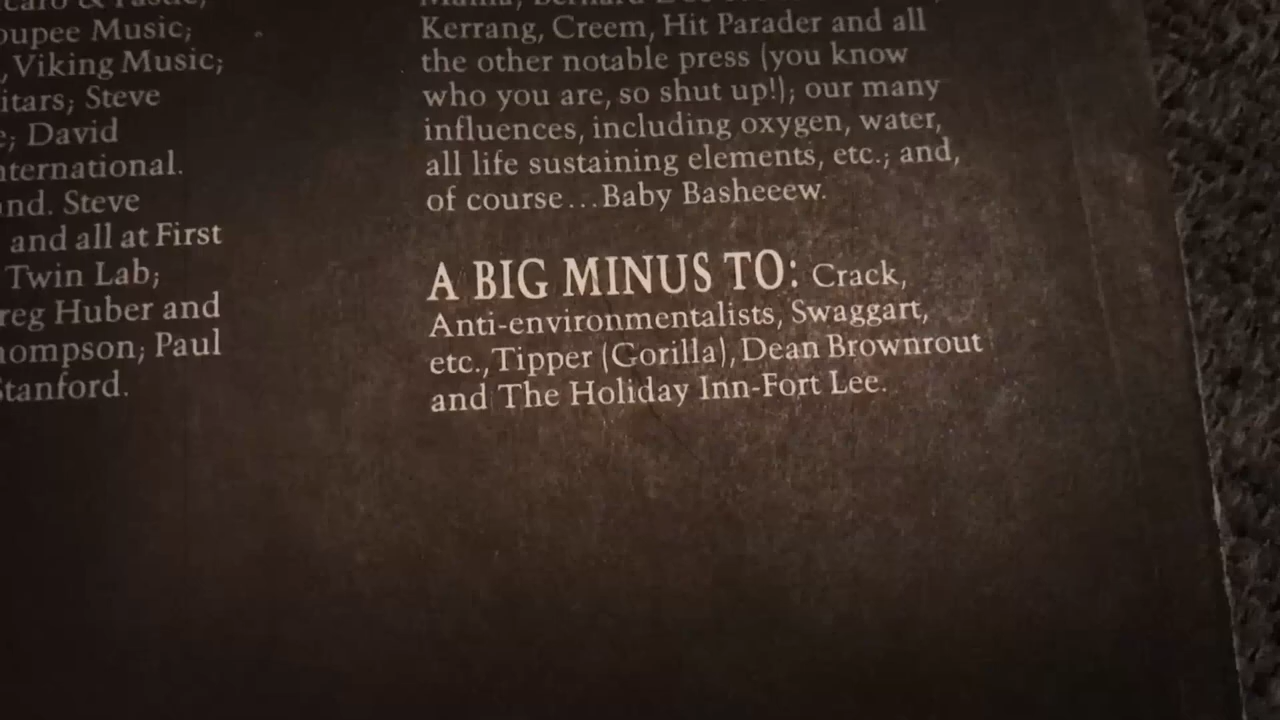 oupee Music;
, Viking Music;
itars; Steve
; David
nternational.
nd. Steve
and all at First
Twin Lab;
reg Huber and
hompson; Paul
Stanford.
Kerrang, Creem, Hit Parader and all
the other notable press (you know
who you are, so shut up!); our many
influences, including oxygen, water,
all life sustaining elements, etc.; and,
of course...Baby Basheeew.
A BIG MINUS TO: Crack,
Anti-environmentalists, Swaggart,
etc., Tipper (Gorilla), Dean Brownrout
and The Holiday Inn-Fort Lee.